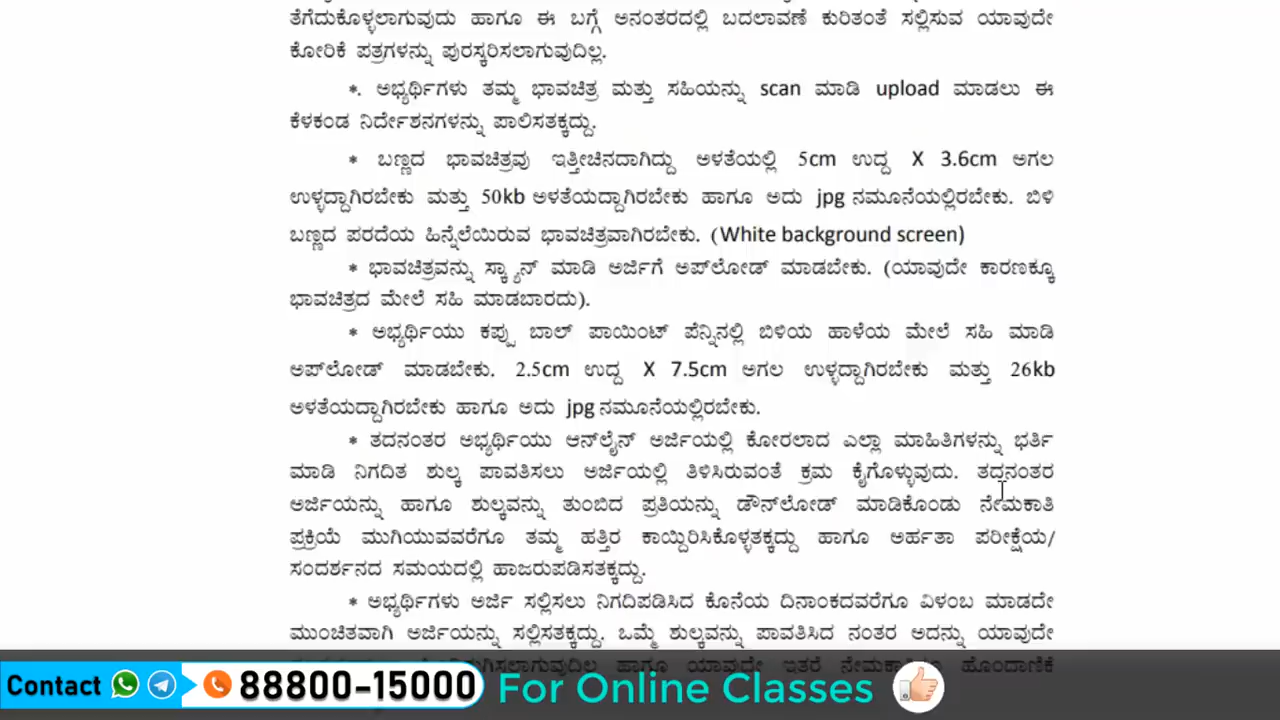 ತೆಗೆದುಕೊಳ್ಳಲಾಗುವುದು ಹಾಗೂ ಈ ಬಗ್ಗೆ ಅನಂತರದಲ್ಲಿ ಬದಲಾವಣೆ ಕುರಿತಂತೆ ಸಲ್ಲಿಸುವ ಯಾವುದೇ
ಕೋರಿಕೆ ಪತ್ರಗಳನ್ನು ಪುರಸ್ಕರಿಸಲಾಗುವುದಿಲ್ಲ.
*. ಅಭ್ಯರ್ಥಿಗಳು ತಮ್ಮ ಭಾವಚಿತ್ರ ಮತ್ತು ಸಹಿಯನ್ನು scan ಮಾಡಿ upload ಮಾಡಲು ಈ
ಕೆಳಕಂಡ ನಿರ್ದೇಶನಗಳನ್ನು ಪಾಲಿಸತಕ್ಕದ್ದು.
* ಬಣ್ಣದ ಭಾವಚಿತ್ರವು ಇತ್ತೀಚಿನದಾಗಿದ್ದು ಅಳತೆಯಲ್ಲಿ 5cm ಉದ್ದ X 3.6cm ಅಗಲ
ಉಳ್ಳದ್ದಾಗಿರಬೇಕು ಮತ್ತು 50kb ಅಳತೆಯದ್ದಾಗಿರಬೇಕು ಹಾಗೂ ಅದು jpg ನಮೂನೆಯಲ್ಲಿರಬೇಕು. ಬಿಳಿ
ಬಣ್ಣದ ಪರದೆಯ ಹಿನ್ನೆಲೆಯಿರುವ ಭಾವಚಿತ್ರವಾಗಿರಬೇಕು. (White background screen)
* ಭಾವಚಿತ್ರವನ್ನು ಸ್ಕ್ಯಾನ್ ಮಾಡಿ ಅರ್ಜಿಗೆ ಅಪ್‌ಲೋಡ್ ಮಾಡಬೇಕು. (ಯಾವುದೇ ಕಾರಣಕ್ಕೂ
ಭಾವಚಿತ್ರದ ಮೇಲೆ ಸಹಿ ಮಾಡಬಾರದು).
* ಅಭ್ಯರ್ಥಿಯು ಕಪ್ಪು ಬಾಲ್ ಪಾಯಿಂಟ್ ಪೆನ್ನಿನಲ್ಲಿ ಬಿಳಿಯ ಹಾಳೆಯ ಮೇಲೆ ಸಹಿ ಮಾಡಿ
ಅಪ್‌ಲೋಡ್ ಮಾಡಬೇಕು. 2.5cm ಉದ್ದ X 7.5cm ಅಗಲ ಉಳ್ಳದ್ದಾಗಿರಬೇಕು ಮತ್ತು 26kb
ಅಳತೆಯದ್ದಾಗಿರಬೇಕು ಹಾಗೂ ಅದು jpg ನಮೂನೆಯಲ್ಲಿರಬೇಕು.
* ತದನಂತರ ಅಭ್ಯರ್ಥಿಯು ಆನ್‌ಲೈನ್ ಅರ್ಜಿಯಲ್ಲಿ ಕೋರಲಾದ ಎಲ್ಲಾ ಮಾಹಿತಿಗಳನ್ನು ಭರ್ತಿ
ಮಾಡಿ ನಿಗದಿತ ಶುಲ್ಕ ಪಾವತಿಸಲು ಅರ್ಜಿಯಲ್ಲಿ ತಿಳಿಸಿರುವಂತೆ ಕ್ರಮ ಕೈಗೊಳ್ಳುವುದು. ತದನಂತರ
ಅರ್ಜಿಯನ್ನು ಹಾಗೂ ಶುಲ್ಕವನ್ನು ತುಂಬಿದ ಪ್ರತಿಯನ್ನು ಡೌನ್‌ಲೋಡ್ ಮಾಡಿಕೊಂಡು ನೇಮಕಾತಿ
ಪ್ರಕ್ರಿಯೆ ಮುಗಿಯುವವರೆಗೂ ತಮ್ಮ ಹತ್ತಿರ ಕಾಯ್ದಿರಿಸಿಕೊಳ್ಳತಕ್ಕದ್ದು ಹಾಗೂ ಅರ್ಹತಾ ಪರೀಕ್ಷೆಯ/
ಸಂದರ್ಶನದ ಸಮಯದಲ್ಲಿ ಹಾಜರುಪಡಿಸತಕ್ಕದ್ದು.
* ಅಭ್ಯರ್ಥಿಗಳು ಅರ್ಜಿ ಸಲ್ಲಿಸಲು ನಿಗದಿಪಡಿಸಿದ ಕೊನೆಯ ದಿನಾಂಕದವರೆಗೂ ವಿಳಂಬ ಮಾಡದೇ
ಮುಂಚಿತವಾಗಿ ಅರ್ಜಿಯನ್ನು ಸಲ್ಲಿಸತಕ್ಕದ್ದು. ಒಮ್ಮೆ ಶುಲ್ಕವನ್ನು ಪಾವತಿಸಿದ ನಂತರ ಅದನ್ನು ಯಾವುದೇ
ಹಾಗೂ ಯಾವುದೇ ಇತರೆ ಹೊಂದಾಣಿಕೆ
Contact 88800-15000 For Online Classes